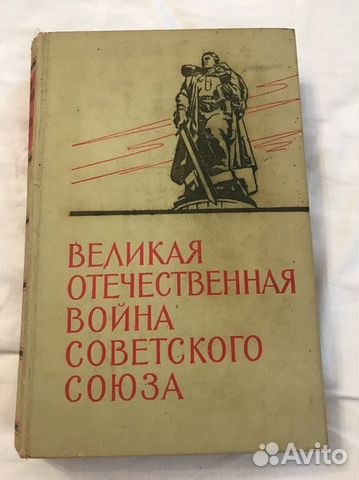 ВЕЛИКАЯ
ОТЕЧЕСТВЕННАЯ
ВОЙНА
СОВЕТСКОГО
СОЮЗА
Avito